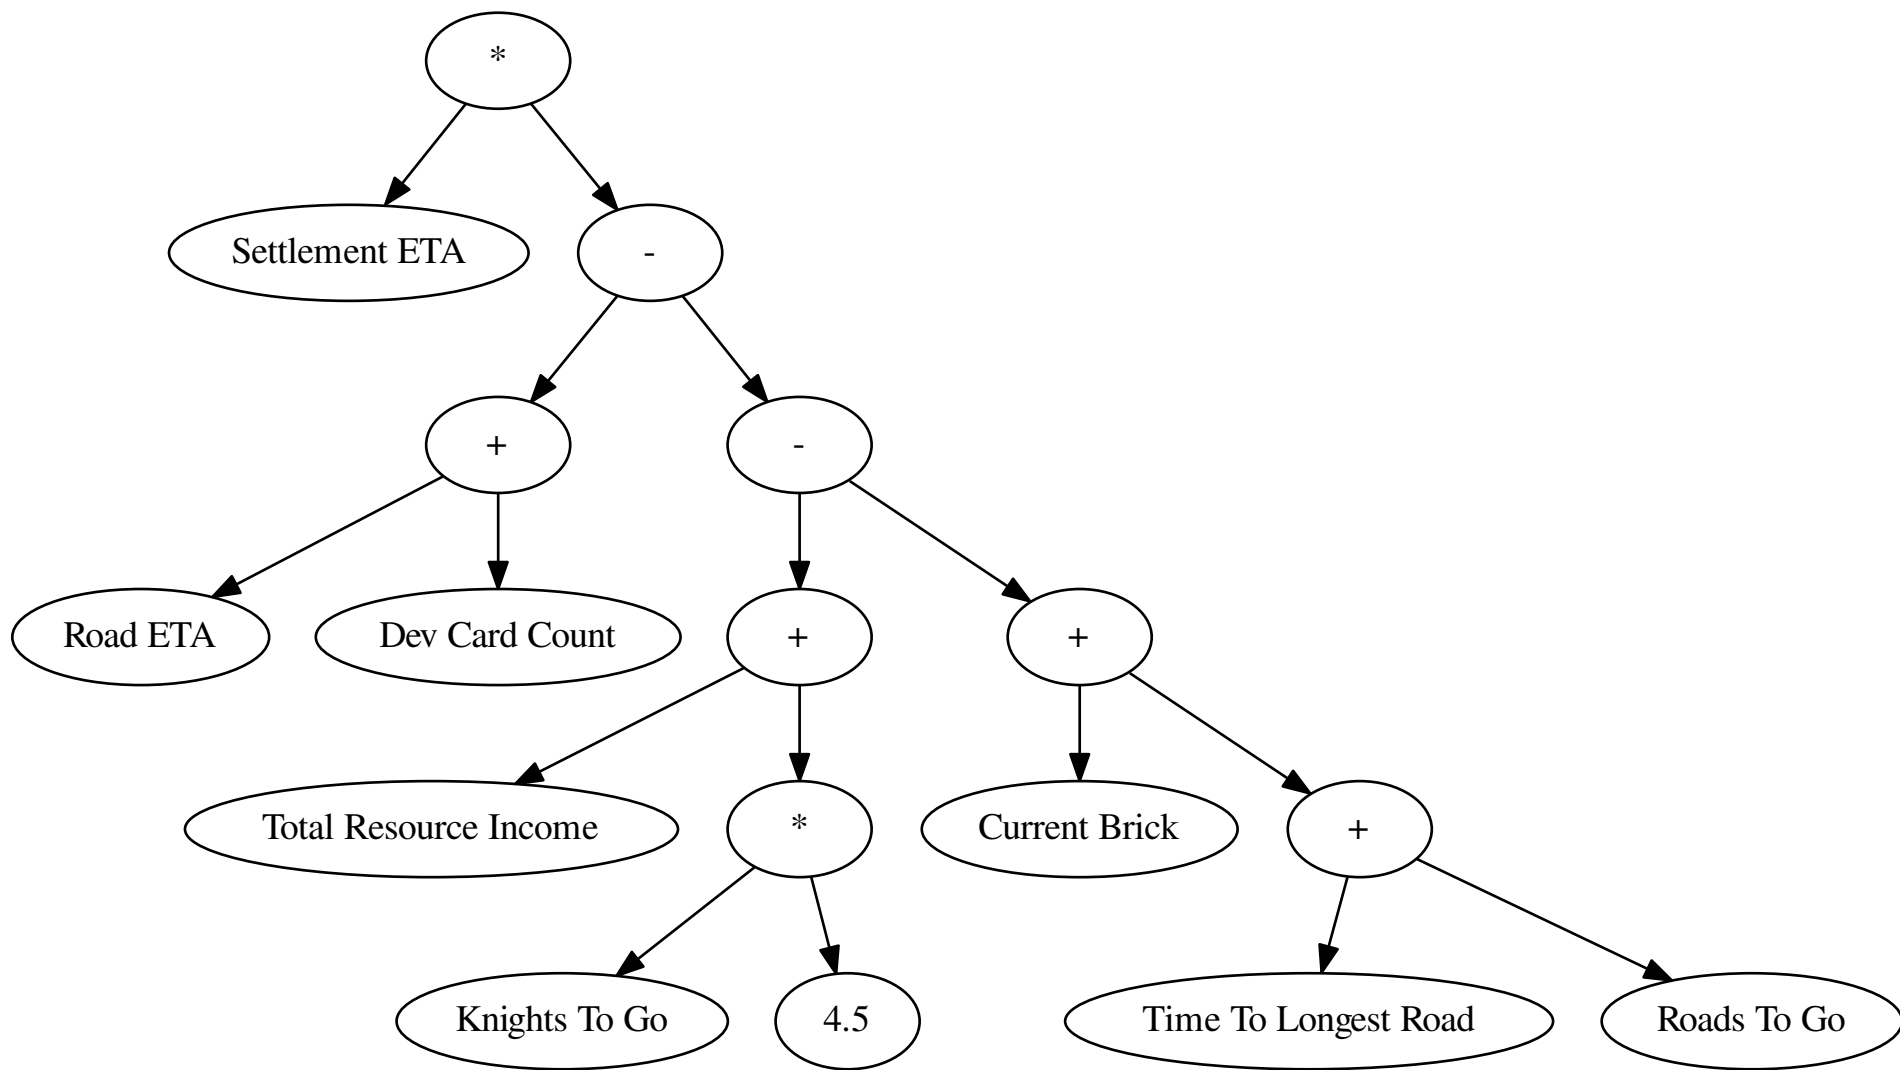 *
Settlement ETA
-
+
-
Road ETA
Dev Card Count
+
+
Total Resource Income
*
Current Brick
+
Knights To Go
4.5
Time To Longest Road
Roads To Go